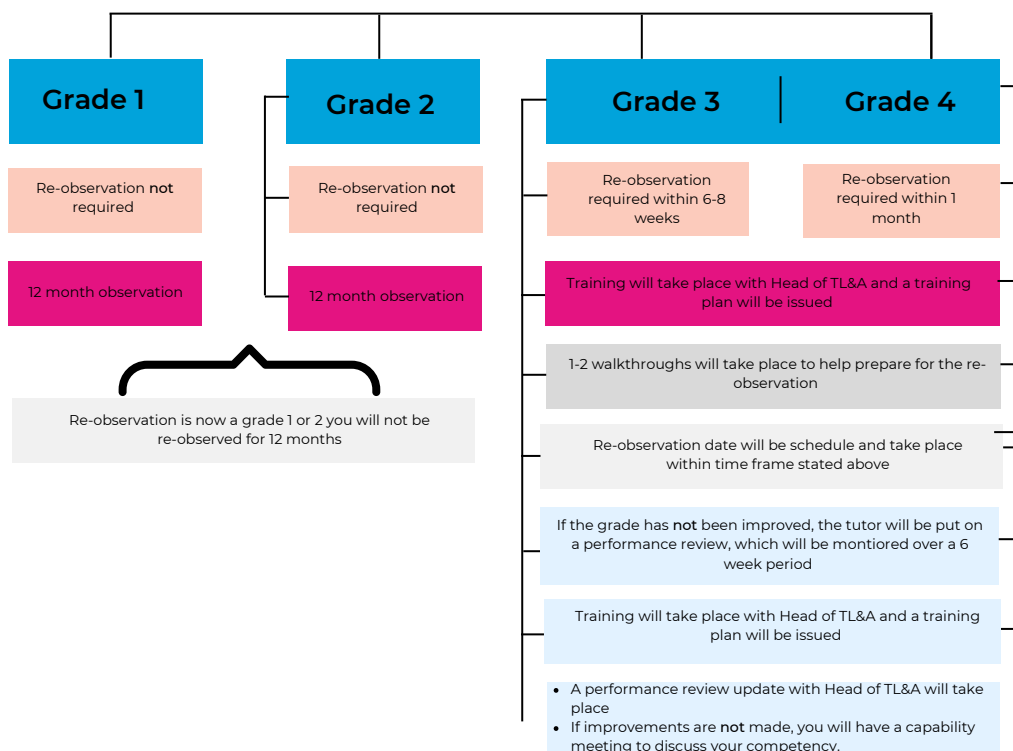 Grade 1
Grade 2
Grade 3
Grade 4
Re-observation not
required
Re-observation not
required
Re-observation
required within 6-8
weeks
Re-observation
required within 1
month
12 month observation
12 month observation
Training will take place with Head of TL&A and a training
plan will be issued
1-2 walkthroughs will take place to help prepare for the re-
observation
Re-observation is now a grade 1 or 2 you will not be
re-observed for 12 months
Re-observation date will be schedule and take place
within time frame stated above
If the grade has not been improved, the tutor will be put on
a performance review, which will be montiored over a 6
week period
Training will take place with Head of TL&A and a training
plan will be issued
• A performance review update with Head of TL&A will take
place
• If improvements are not made, you will have a capability
meeting to discuss your competency.